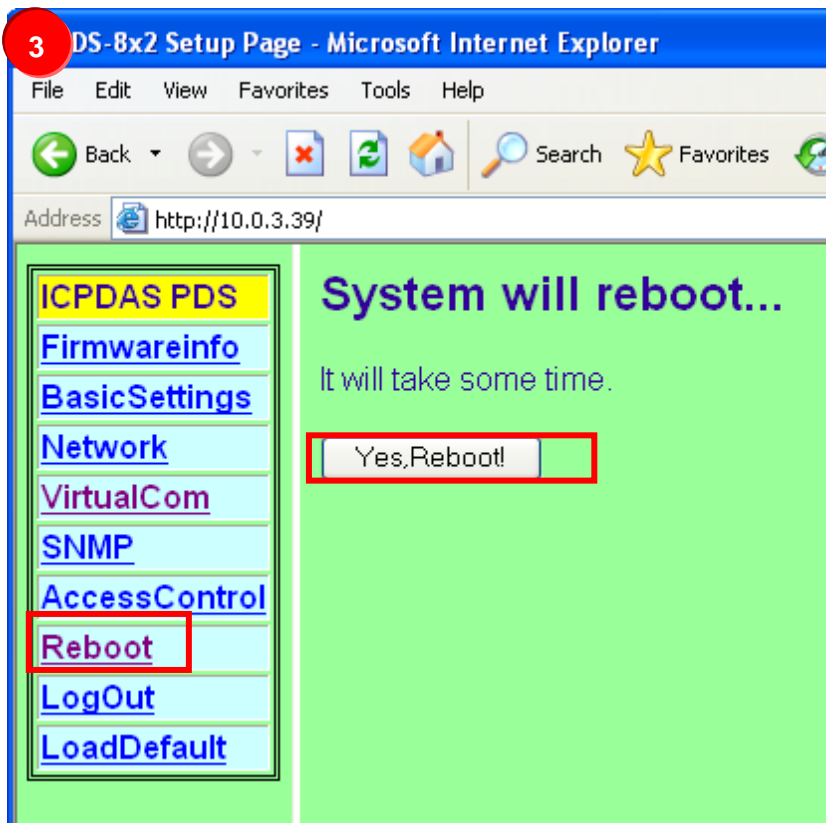 3
DS-8x2 Setup Page - Microsoft Internet Explorer
File Edit View Favorites Tools Help
Back Search Favorites
Address http://10.0.3.39/
ICPDAS PDS
Firmwareinfo
BasicSettings
Network
VirtualCom
SNMP
AccessControl
Reboot
LogOut
LoadDefault
System will reboot...
It will take some time.
Yes,Reboot!